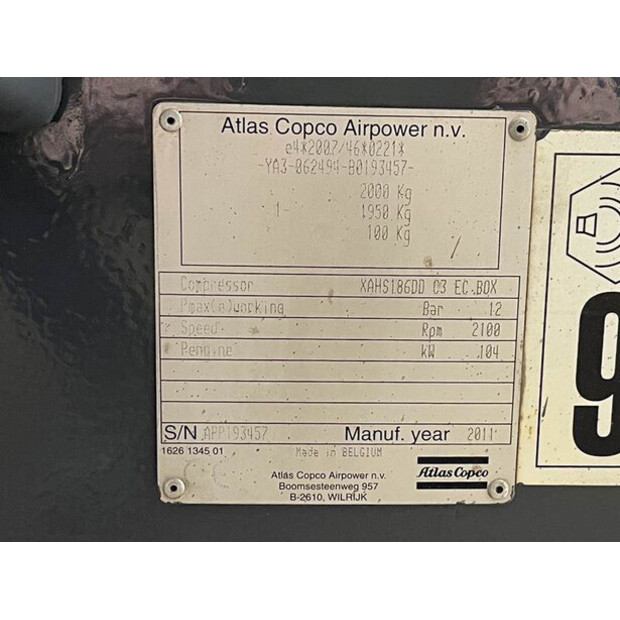 Atlas Copco Airpower n.v.
e4*2007/46*0221*
-YA3-062494-B0193457-
2000 Kg
1- 1950 Kg
100 Kg
/
Compressor XAHS186DD C3 EC.BOX
Pmax(e)working Bar 12
Speed Rpm 2100
Pengine kW 104
S/N APP193457 Manuf. year 2011
1626 1345 01 Made in BELGIUM
CE
Atlas Copco Airpower n.v.
Boomsesteenweg 957
B-2610, WILRIJK
Atlas Copco
9